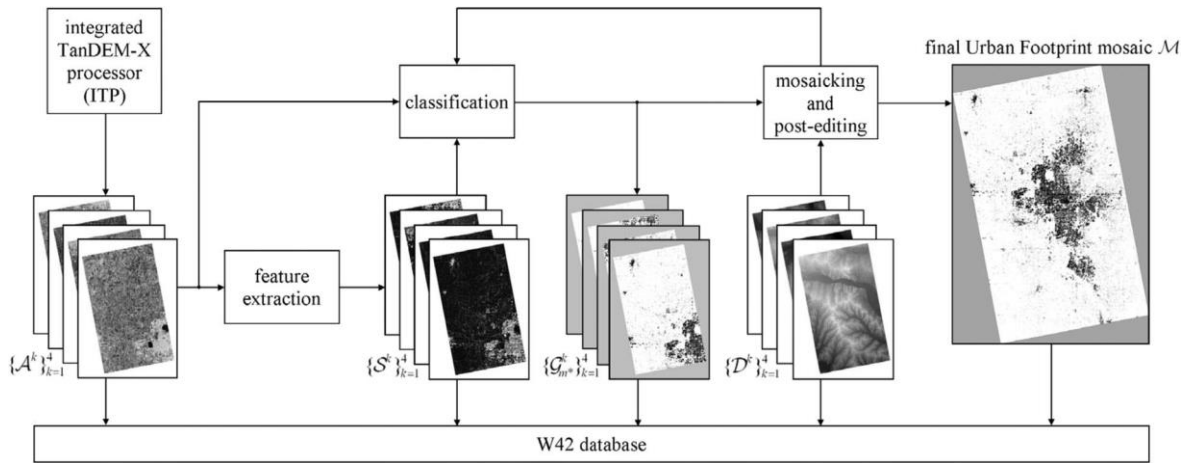 integrated
TanDEM-X
processor
(ITP)
classification
mosaicking
and
post-editing
final Urban Footprint mosaic ℳ
feature
extraction
{𝒜^k}^4_{k=1}
{𝒮^k}^4_{k=1}
{𝒢^k_{m*}}^4_{k=1}
{𝒟^k}^4_{k=1}
W42 database